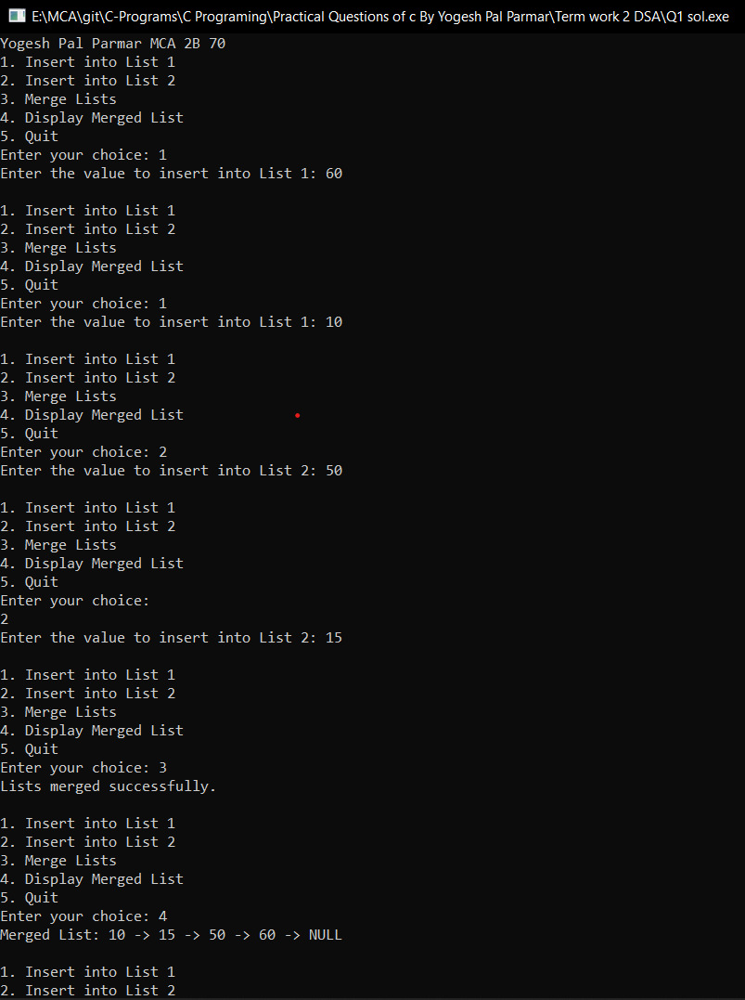 E:\MCA\git\C-Programs\C Programing\Practical Questions of c By Yogesh Pal Parmar\Term work 2 DSA\Q1 sol.exe
Yogesh Pal Parmar MCA 2B 70
1. Insert into List 1
2. Insert into List 2
3. Merge Lists
4. Display Merged List
5. Quit
Enter your choice: 1
Enter the value to insert into List 1: 60

1. Insert into List 1
2. Insert into List 2
3. Merge Lists
4. Display Merged List
5. Quit
Enter your choice: 1
Enter the value to insert into List 1: 10

1. Insert into List 1
2. Insert into List 2
3. Merge Lists
4. Display Merged List
5. Quit
Enter your choice: 2
Enter the value to insert into List 2: 50

1. Insert into List 1
2. Insert into List 2
3. Merge Lists
4. Display Merged List
5. Quit
Enter your choice:
2
Enter the value to insert into List 2: 15

1. Insert into List 1
2. Insert into List 2
3. Merge Lists
4. Display Merged List
5. Quit
Enter your choice: 3
Lists merged successfully.

1. Insert into List 1
2. Insert into List 2
3. Merge Lists
4. Display Merged List
5. Quit
Enter your choice: 4
Merged List: 10 -> 15 -> 50 -> 60 -> NULL

1. Insert into List 1
2. Insert into List 2